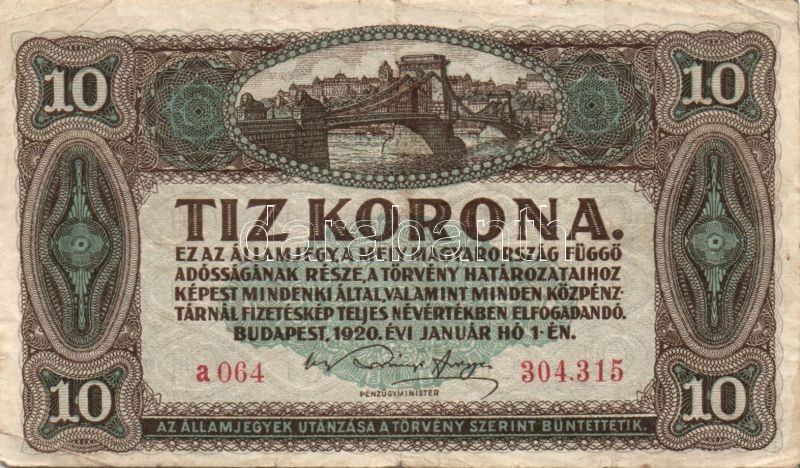 10 10
TIZ KORONA.
EZ AZ ÁLLAMJEGY, A MELY MAGYARORSZÁG FÜGGŐ
ADÓSSÁGÁNAK RÉSZE, A TÖRVÉNY HATÁROZATAIHOZ
KÉPEST MINDENKI ÁLTAL, VALAMINT MINDEN KÖZPÉNZ-
TÁRNÁL FIZETÉSKÉP TELJES NÉVÉRTÉKBEN ELFOGADANDÓ.
BUDAPEST, 1920. ÉVI JANUÁR HÓ 1-ÉN.
a 064 304.315
PÉNZÜGYMINISTER
10 10
AZ ÁLLAMJEGYEK UTÁNZÁSA A TÖRVÉNY SZERINT BÜNTETTETIK.